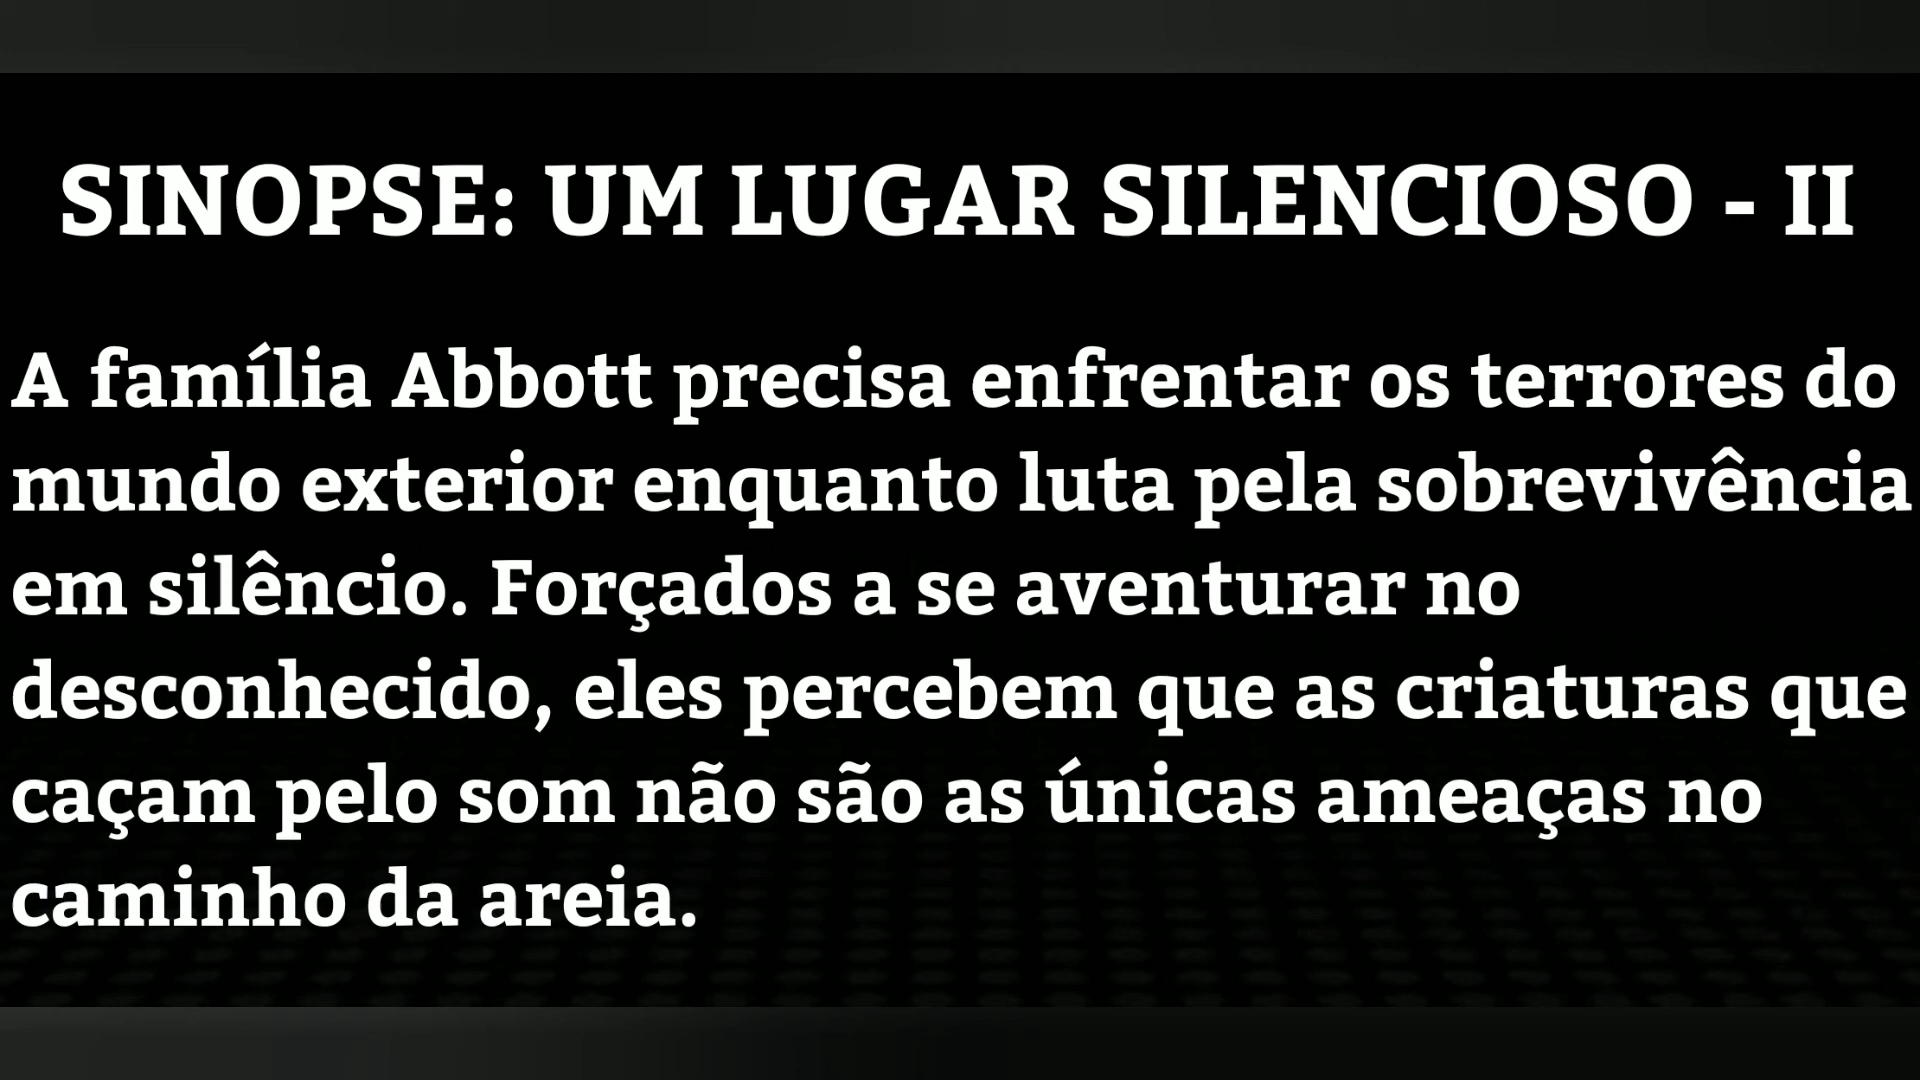 SINOPSE: UM LUGAR SILENCIOSO - II
A família Abbott precisa enfrentar os terrores do
mundo exterior enquanto luta pela sobrevivência
em silêncio. Forçados a se aventurar no
desconhecido, eles percebem que as criaturas que
caçam pelo som não são as únicas ameaças no
caminho da areia.